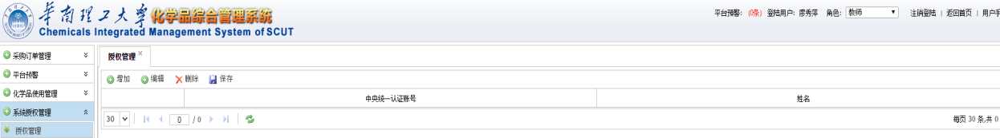 华南理工大学化学品综合管理系统
Chemicals Integrated Management System of SCUT
平台预警: (0条) 登陆用户: 廖秀萍 角色: 教师 注销登陆 | 返回首页 | 用户手
采购订单管理
平台预警
化学品使用管理
系统授权管理
授权管理
授权管理
增加 编辑 删除 保存
中央统一认证账号 姓名
30 0 / 0 每页 30 条,共 0